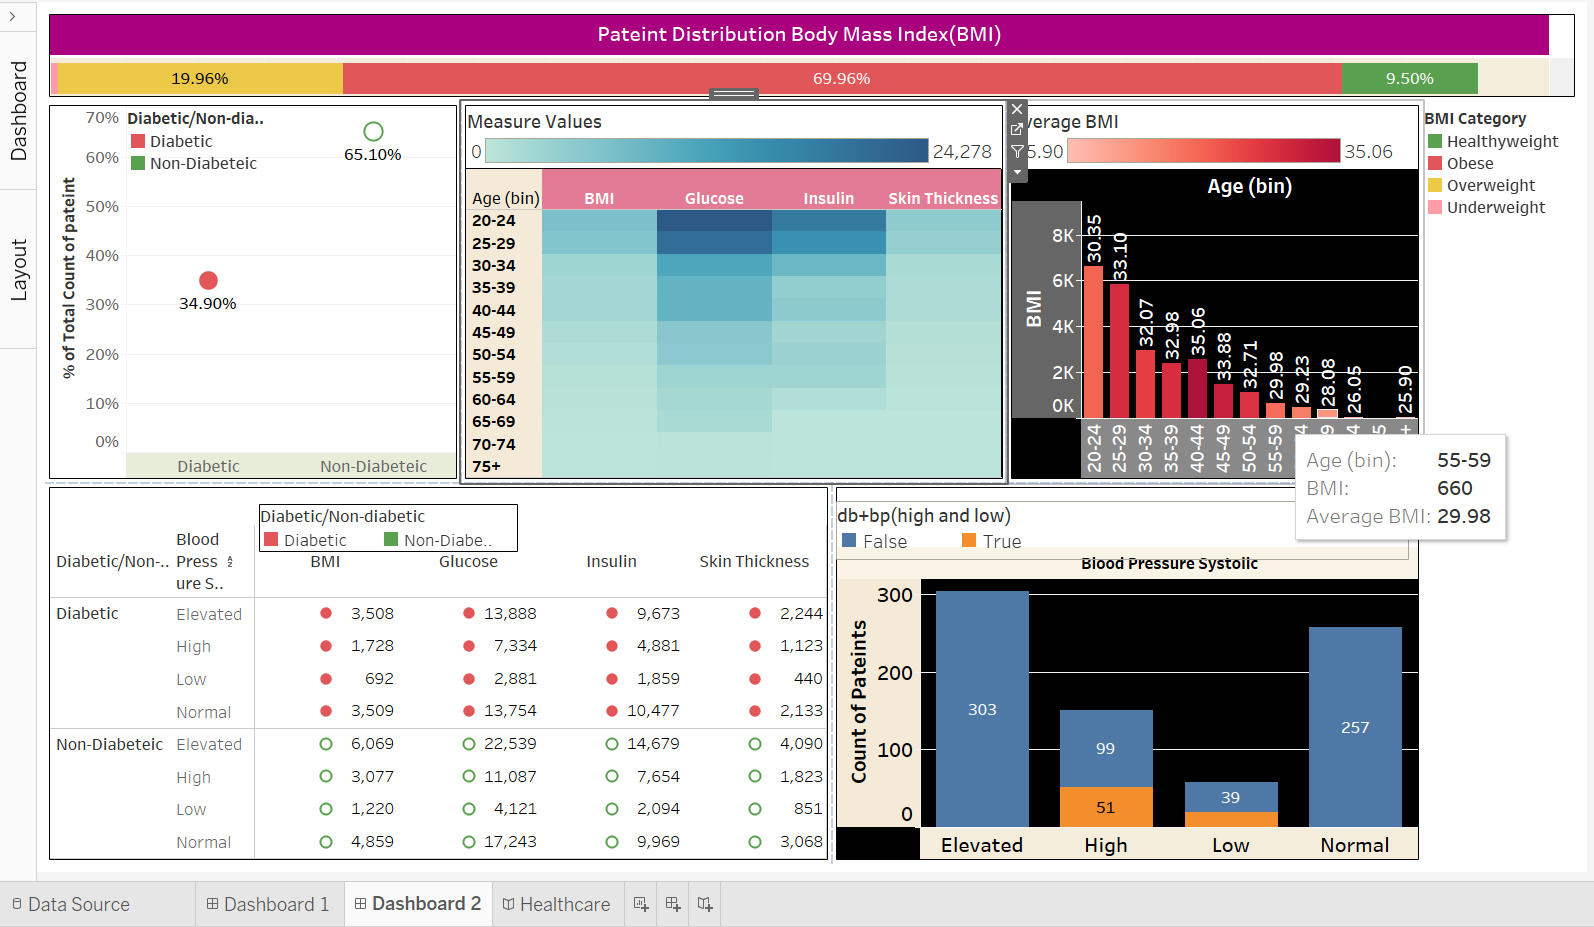 Dashboard
Layout
Pateint Distribution Body Mass Index(BMI)
19.96%
69.96%
9.50%
70%
60%
50%
40%
30%
20%
10%
0%
% of Total Count of pateint
Diabetic/Non-dia..
Diabetic
Non-Diabeteic
65.10%
34.90%
Diabetic
Non-Diabeteic
Measure Values
0
24,278
Age (bin) BMI Glucose Insulin Skin Thickness
20-24
25-29
30-34
35-39
40-44
45-49
50-54
55-59
60-64
65-69
70-74
75+
verage BMI
5.90
35.06
Age (bin)
BMI
8K
6K
4K
2K
0K
30.35
33.10
32.07
32.98
35.06
33.88
32.71
29.98
29.23
28.08
26.05
25.90
20-24
25-29
30-34
35-39
40-44
45-49
50-54
55-59
4
9
4
5
+
Age (bin): 55-59
BMI: 660
Average BMI: 29.98
BMI Category
Healthyweight
Obese
Overweight
Underweight
Diabetic/Non-diabetic
Diabetic Non-Diabe..
Diabetic/Non-..
Blood
Press
ure S..
BMI Glucose Insulin Skin Thickness
Diabetic Elevated 3,508 13,888 9,673 2,244
High 1,728 7,334 4,881 1,123
Low 692 2,881 1,859 440
Normal 3,509 13,754 10,477 2,133
Non-Diabeteic Elevated 6,069 22,539 14,679 4,090
High 3,077 11,087 7,654 1,823
Low 1,220 4,121 2,094 851
Normal 4,859 17,243 9,969 3,068
db+bp(high and low)
False True
Blood Pressure Systolic
Count of Pateints
300
200
100
0
303
99
51
39
257
Elevated High Low Normal
Data Source Dashboard 1 Dashboard 2 Healthcare